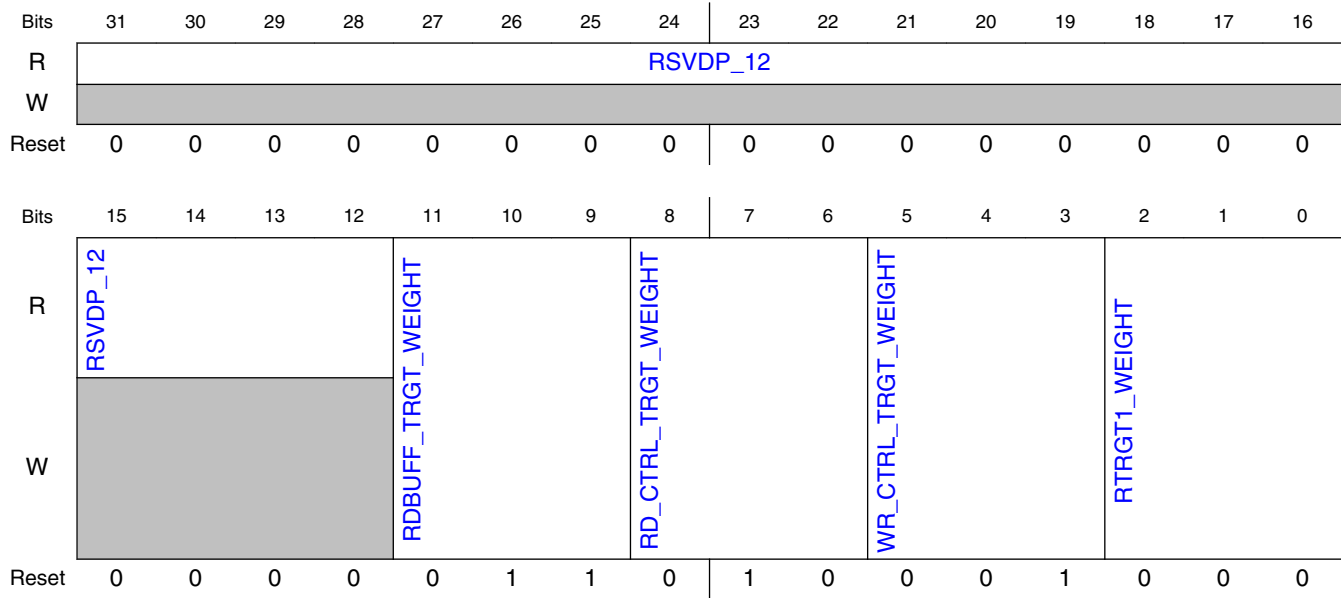 Bits 31 30 29 28 27 26 25 24 23 22 21 20 19 18 17 16
R RSVDP_12
W
Reset 0 0 0 0 0 0 0 0 0 0 0 0 0 0 0 0
Bits 15 14 13 12 11 10 9 8 7 6 5 4 3 2 1 0
R RSVDP_12 RDBUFF_TRGT_WEIGHT RD_CTRL_TRGT_WEIGHT WR_CTRL_TRGT_WEIGHT RTRGT1_WEIGHT
W
Reset 0 0 0 0 0 1 1 0 1 0 0 0 1 0 0 0